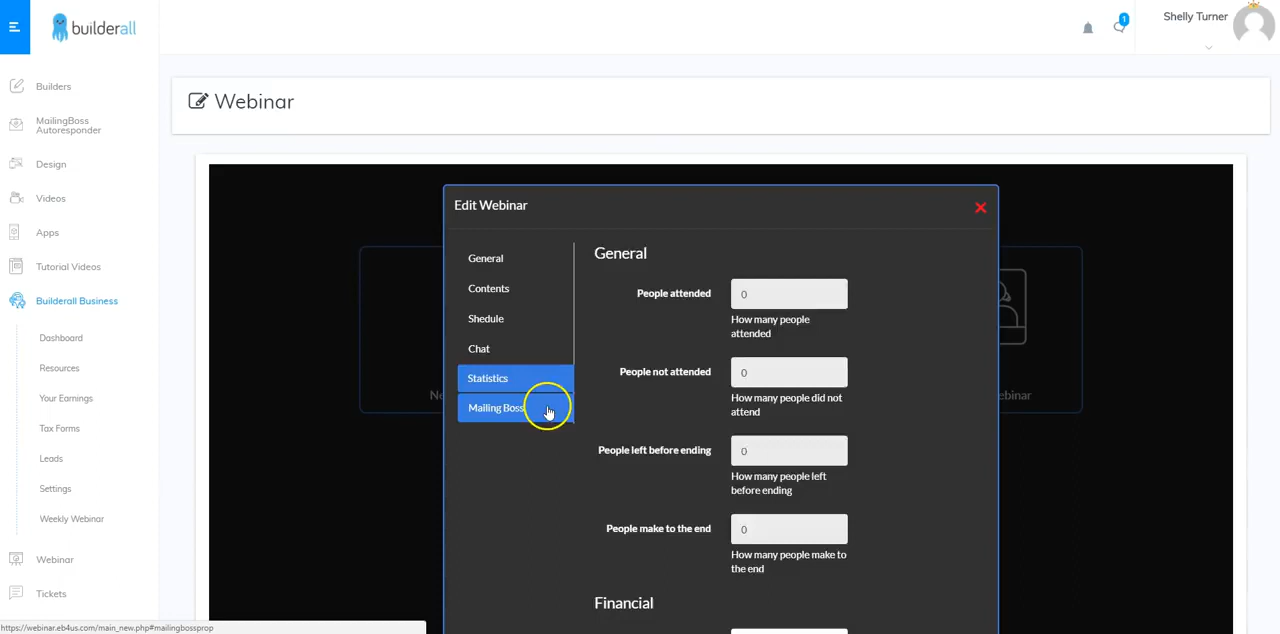 builderall
1
Shelly Turner
Builders
MailingBoss
Autoresponder
Design
Videos
Apps
Tutorial Videos
Builderall Business
Dashboard
Resources
Your Earnings
Tax Forms
Leads
Settings
Weekly Webinar
Webinar
Tickets
Webinar
Edit Webinar
General
Contents
Shedule
Chat
Statistics
Mailing Boss
General
People attended
0
How many people
attended
People not attended
0
How many people did not
attend
People left before ending
0
How many people left
before ending
People make to the end
0
How many people make to
the end
Financial
Ne
ebinar
https://webinar.eb4us.com/main_new.php#mailingbossprop